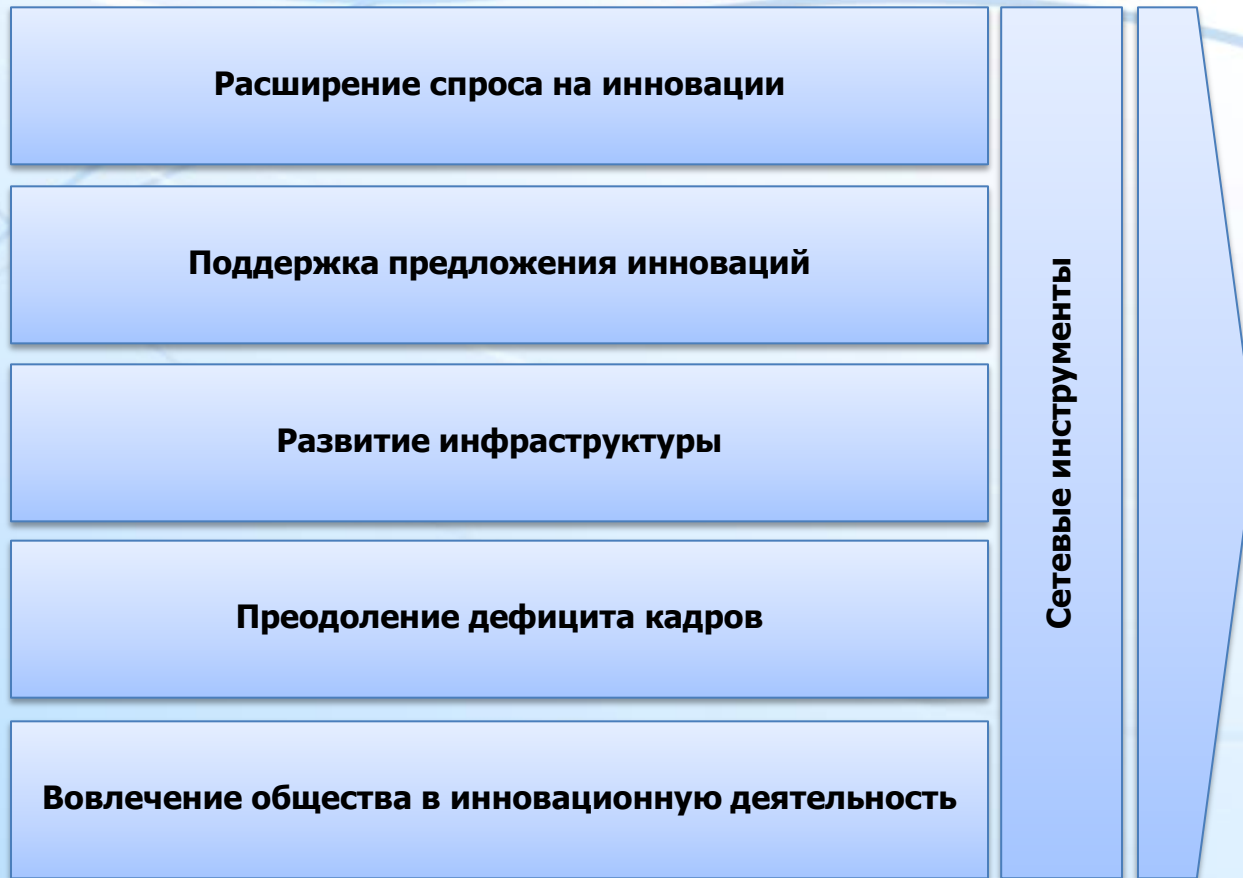 Расширение спроса на инновации
Поддержка предложения инноваций
Развитие инфраструктуры
Преодоление дефицита кадров
Вовлечение общества в инновационную деятельность
Сетевые инструменты